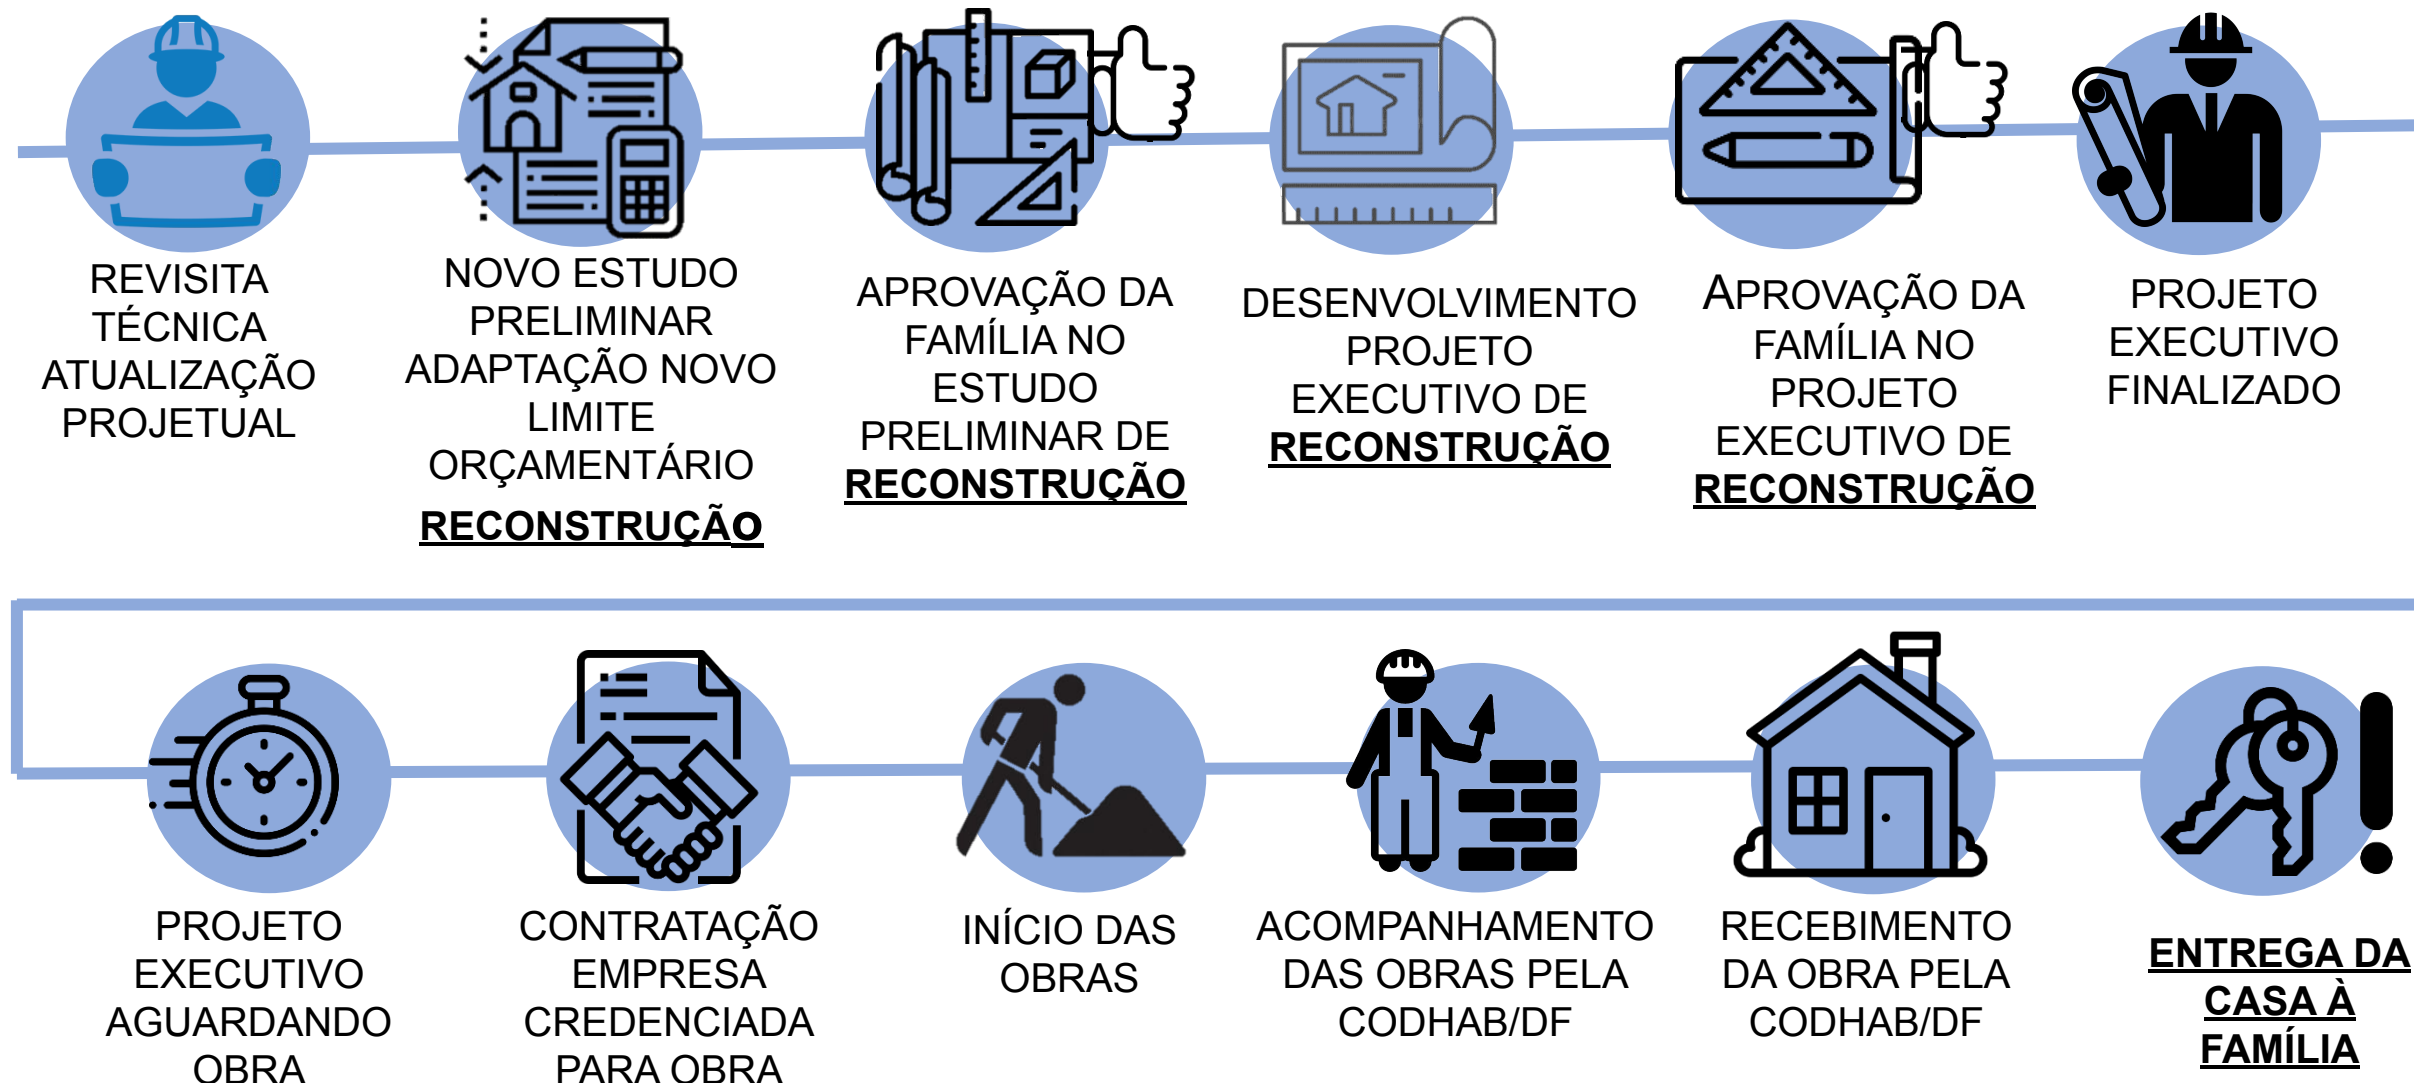 REVISITA
TÉCNICA
ATUALIZAÇÃO
PROJETUAL
NOVO ESTUDO
PRELIMINAR
ADAPTAÇÃO NOVO
LIMITE
ORÇAMENTÁRIO
RECONSTRUÇÃO
APROVAÇÃO DA
FAMÍLIA NO
ESTUDO
PRELIMINAR DE
RECONSTRUÇÃO
DESENVOLVIMENTO
PROJETO
EXECUTIVO DE
RECONSTRUÇÃO
APROVAÇÃO DA
FAMÍLIA NO
PROJETO
EXECUTIVO DE
RECONSTRUÇÃO
PROJETO
EXECUTIVO
FINALIZADO
PROJETO
EXECUTIVO
AGUARDANDO
OBRA
CONTRATAÇÃO
EMPRESA
CREDENCIADA
PARA OBRA
INÍCIO DAS
OBRAS
ACOMPANHAMENTO
DAS OBRAS PELA
CODHAB/DF
RECEBIMENTO
DA OBRA PELA
CODHAB/DF
ENTREGA DA
CASA À
FAMÍLIA